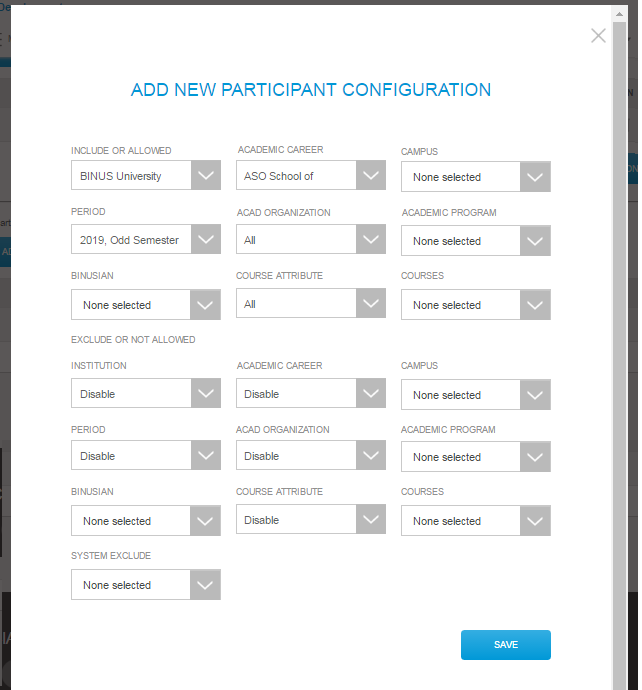 ADD NEW PARTICIPANT CONFIGURATION
INCLUDE OR ALLOWED ACADEMIC CAREER CAMPUS
BINUS University ASO School of None selected
PERIOD ACAD ORGANIZATION ACADEMIC PROGRAM
2019, Odd Semester All None selected
BINUSIAN COURSE ATTRIBUTE COURSES
None selected All None selected
EXCLUDE OR NOT ALLOWED
INSTITUTION ACADEMIC CAREER CAMPUS
Disable Disable None selected
PERIOD ACAD ORGANIZATION ACADEMIC PROGRAM
Disable Disable None selected
BINUSIAN COURSE ATTRIBUTE COURSES
None selected Disable None selected
SYSTEM EXCLUDE
None selected
SAVE